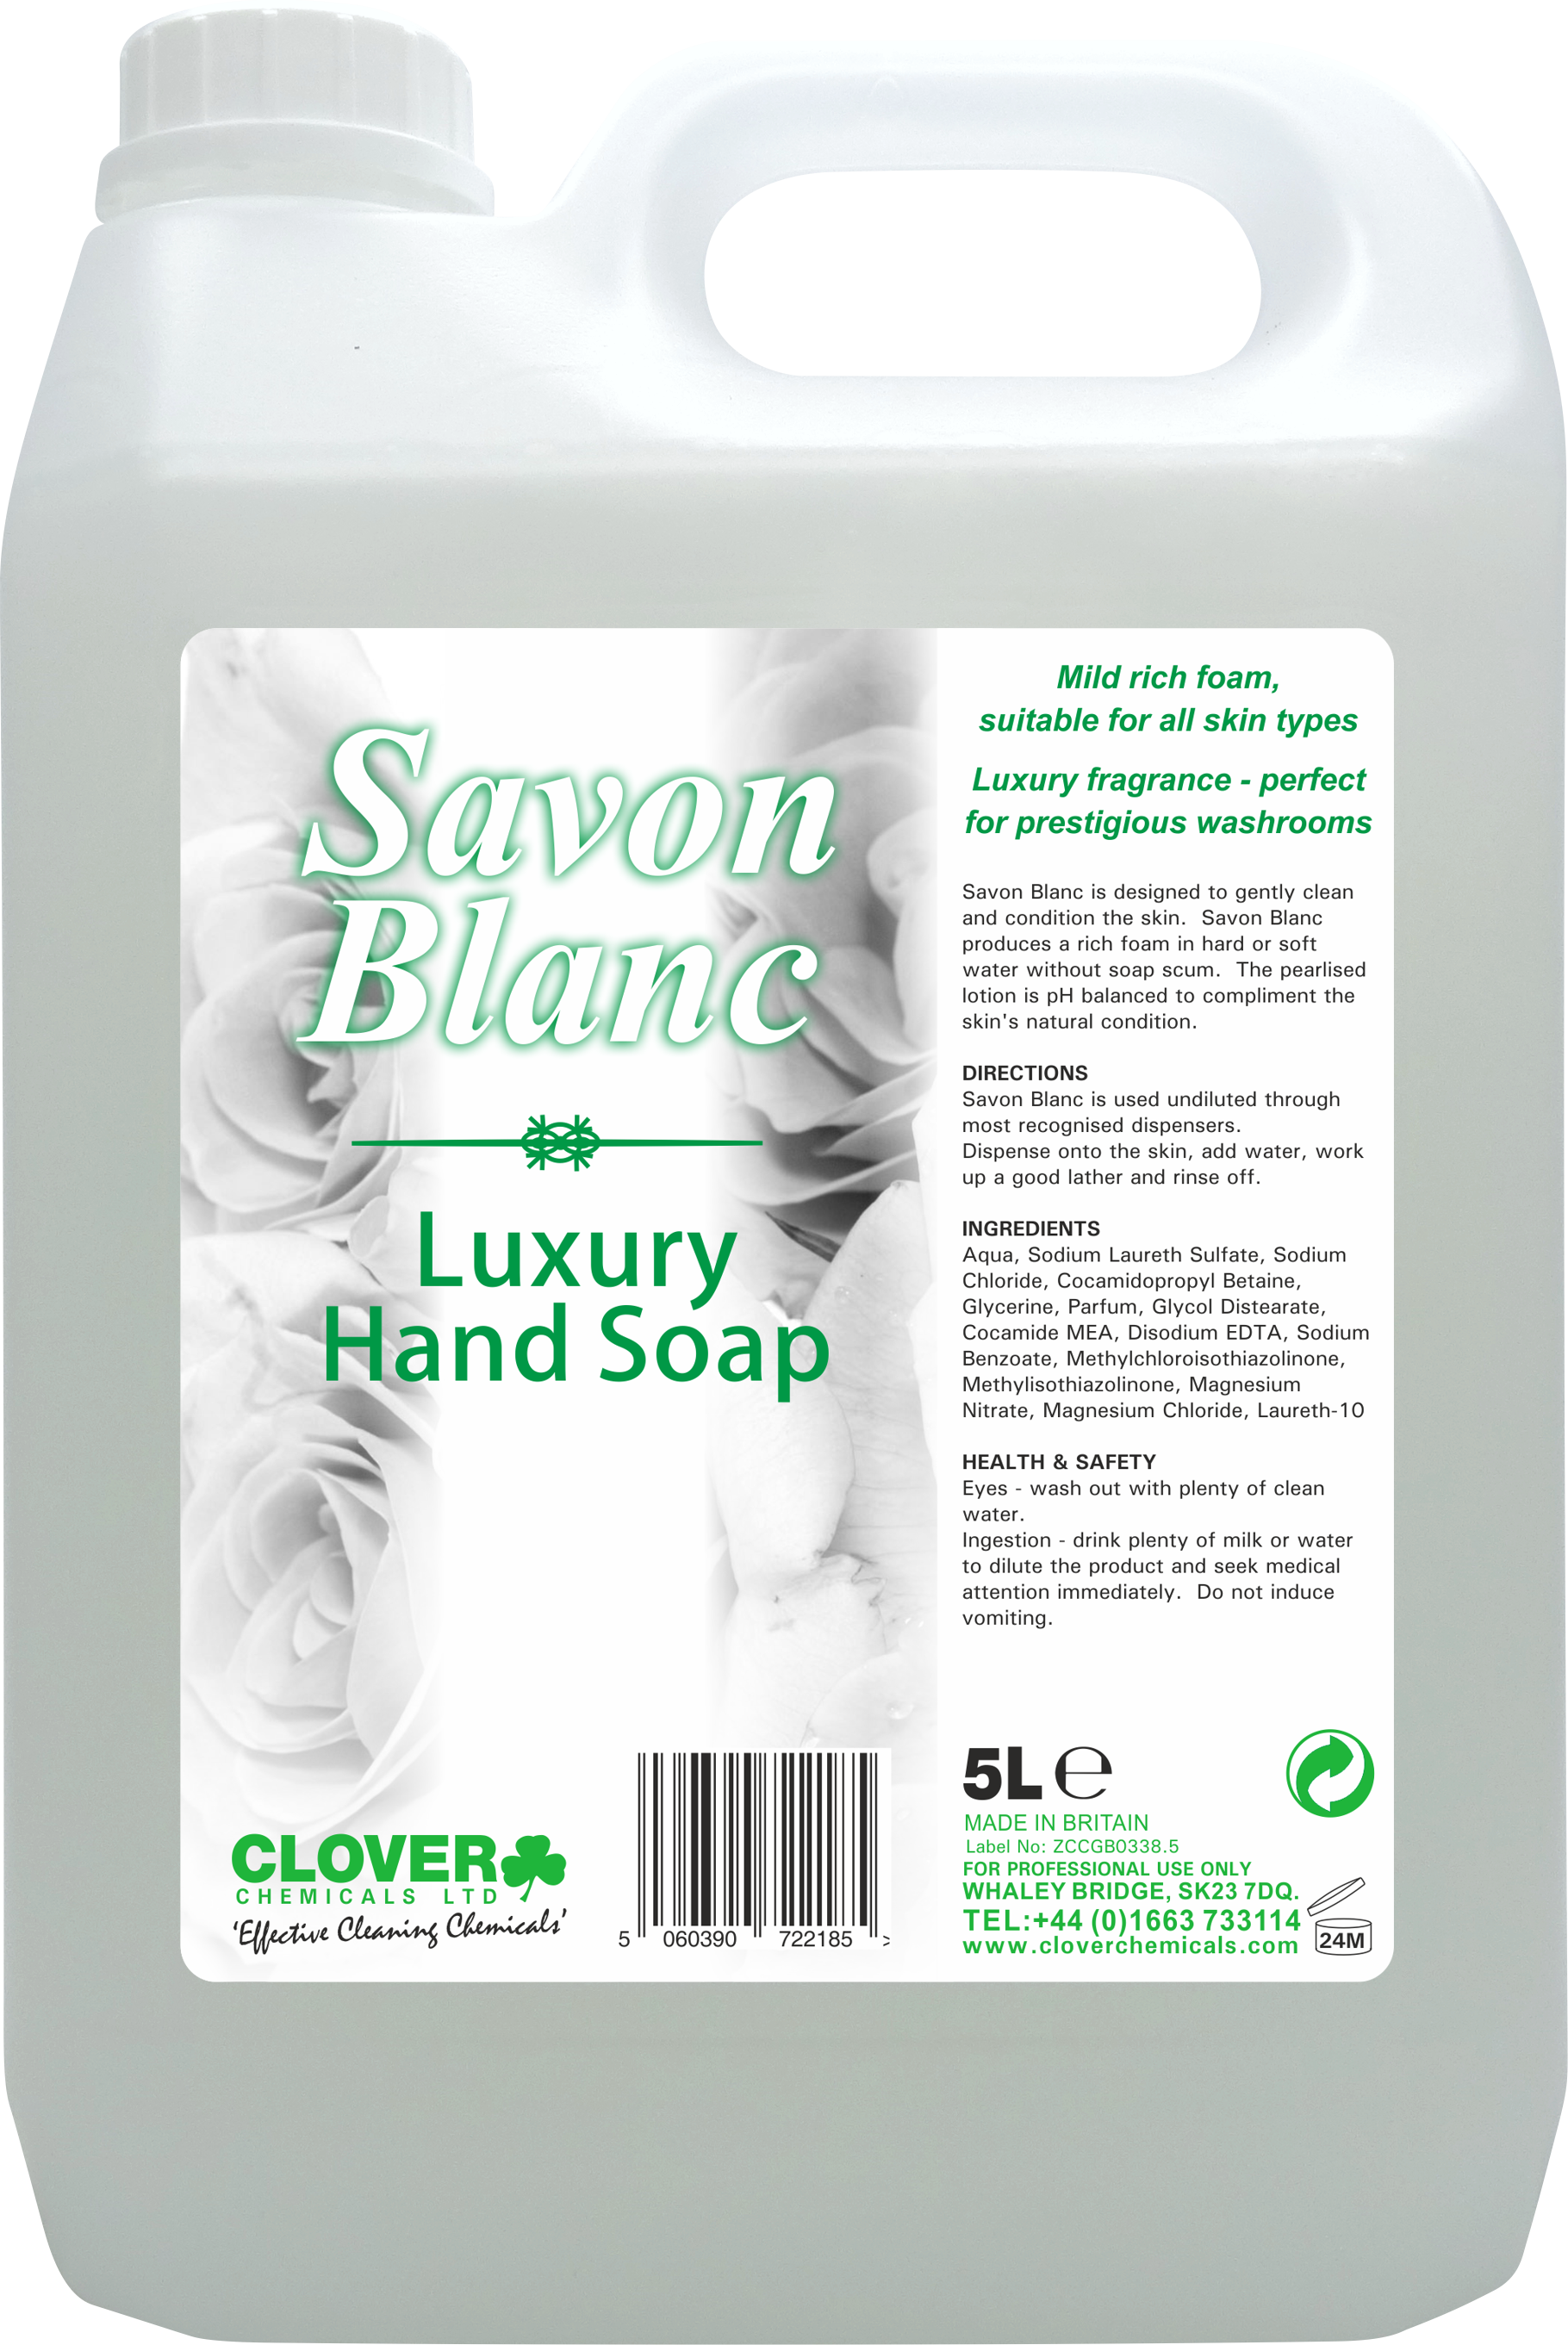 Savon
Blanc
Luxury
Hand Soap
CLOVER
CHEMICALS LTD
'Effective Cleaning Chemicals'
5 060390 722185 >
Mild rich foam,
suitable for all skin types
Luxury fragrance - perfect
for prestigious washrooms
Savon Blanc is designed to gently clean
and condition the skin. Savon Blanc
produces a rich foam in hard or soft
water without soap scum. The pearlised
lotion is pH balanced to compliment the
skin's natural condition.
DIRECTIONS
Savon Blanc is used undiluted through
most recognised dispensers.
Dispense onto the skin, add water, work
up a good lather and rinse off.
INGREDIENTS
Aqua, Sodium Laureth Sulfate, Sodium
Chloride, Cocamidopropyl Betaine,
Glycerine, Parfum, Glycol Distearate,
Cocamide MEA, Disodium EDTA, Sodium
Benzoate, Methylchloroisothiazolinone,
Methylisothiazolinone, Magnesium
Nitrate, Magnesium Chloride, Laureth-10
HEALTH & SAFETY
Eyes - wash out with plenty of clean
water.
Ingestion - drink plenty of milk or water
to dilute the product and seek medical
attention immediately. Do not induce
vomiting.
5L ℮
MADE IN BRITAIN
Label No: ZCCGB0338.5
FOR PROFESSIONAL USE ONLY
WHALEY BRIDGE, SK23 7DQ.
TEL:+44 (0)1663 733114
www.cloverchemicals.com
24M